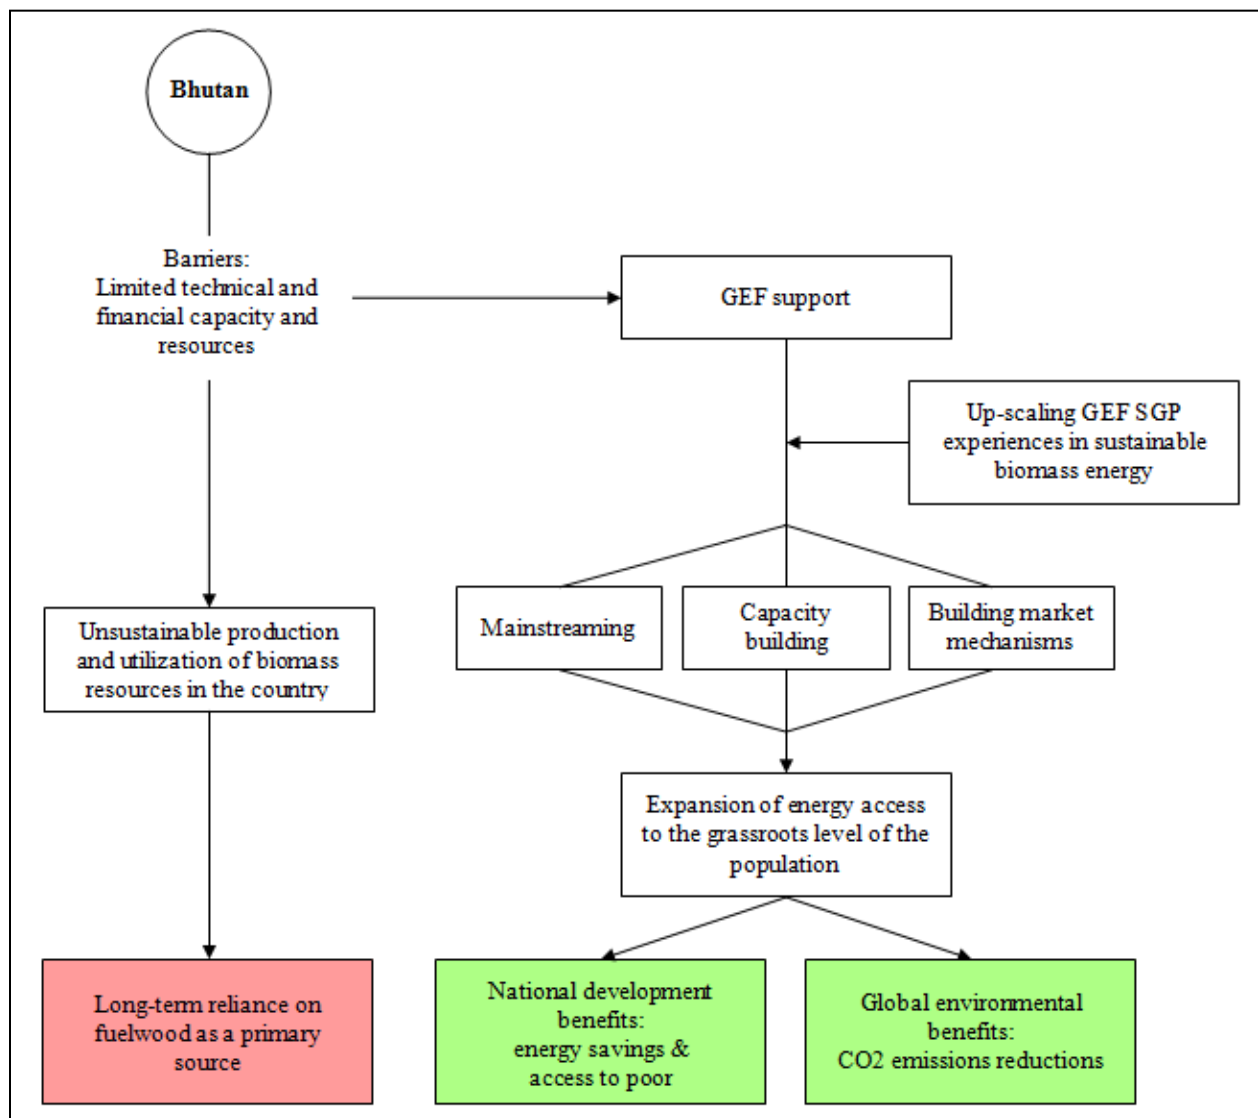 Bhutan
Barriers:
Limited technical and
financial capacity and
resources
GEF support
Up-scaling GEF SGP
experiences in sustainable
biomass energy
Mainstreaming
Capacity
building
Building market
mechanisms
Unsustainable production
and utilization of biomass
resources in the country
Expansion of energy access
to the grassroots level of the
population
Long-term reliance on
fuelwood as a primary
source
National development
benefits:
energy savings &
access to poor
Global environmental
benefits:
CO2 emissions reductions